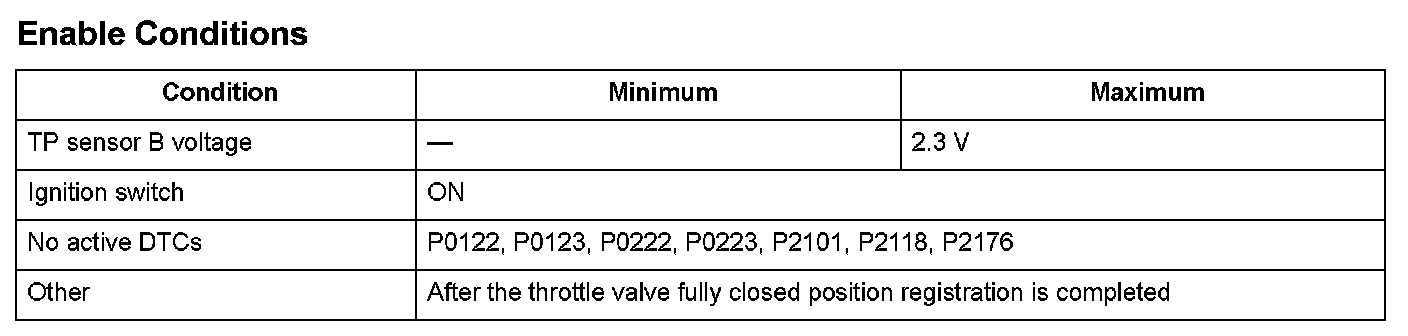 Enable Conditions
Condition Minimum Maximum
TP sensor B voltage — 2.3 V
Ignition switch ON
No active DTCs P0122, P0123, P0222, P0223, P2101, P2118, P2176
Other After the throttle valve fully closed position registration is completed